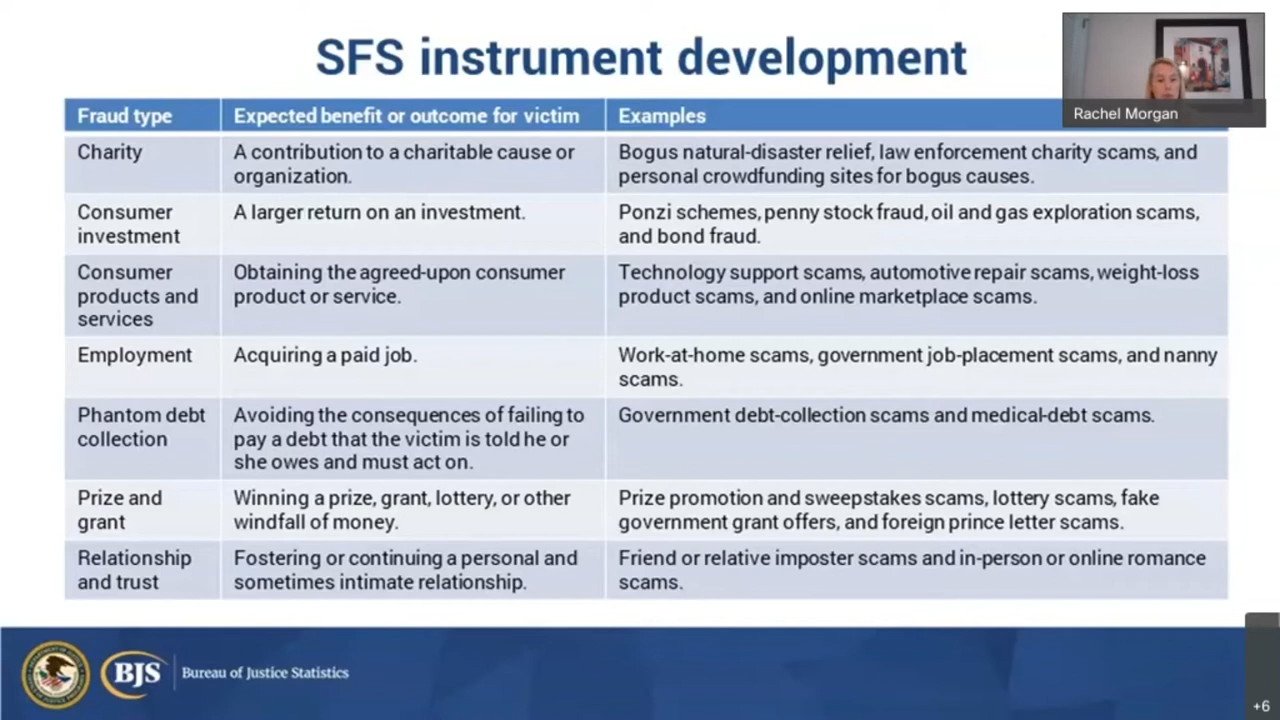 SFS instrument development
Rachel Morgan
Fraud type
Expected benefit or outcome for victim
Examples
Charity
A contribution to a charitable cause or
organization.
Bogus natural-disaster relief, law enforcement charity scams, and
personal crowdfunding sites for bogus causes.
Consumer
investment
A larger return on an investment.
Ponzi schemes, penny stock fraud, oil and gas exploration scams,
and bond fraud.
Consumer
products and
services
Obtaining the agreed-upon consumer
product or service.
Technology support scams, automotive repair scams, weight-loss
product scams, and online marketplace scams.
Employment
Acquiring a paid job.
Work-at-home scams, government job-placement scams, and nanny
scams.
Phantom debt
collection
Avoiding the consequences of failing to
pay a debt that the victim is told he or
she owes and must act on.
Government debt-collection scams and medical-debt scams.
Prize and
grant
Winning a prize, grant, lottery, or other
windfall of money.
Prize promotion and sweepstakes scams, lottery scams, fake
government grant offers, and foreign prince letter scams.
Relationship
and trust
Fostering or continuing a personal and
sometimes intimate relationship.
Friend or relative imposter scams and in-person or online romance
scams.
BJS
Bureau of Justice Statistics
+6